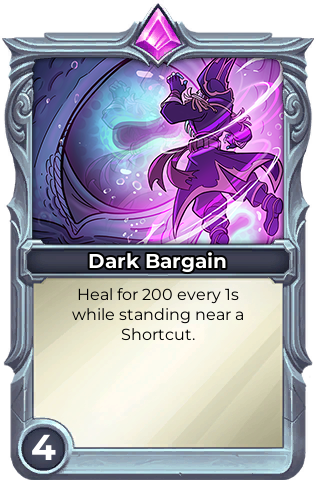 Dark Bargain
Heal for 200 every 1s
while standing near a
Shortcut.
4